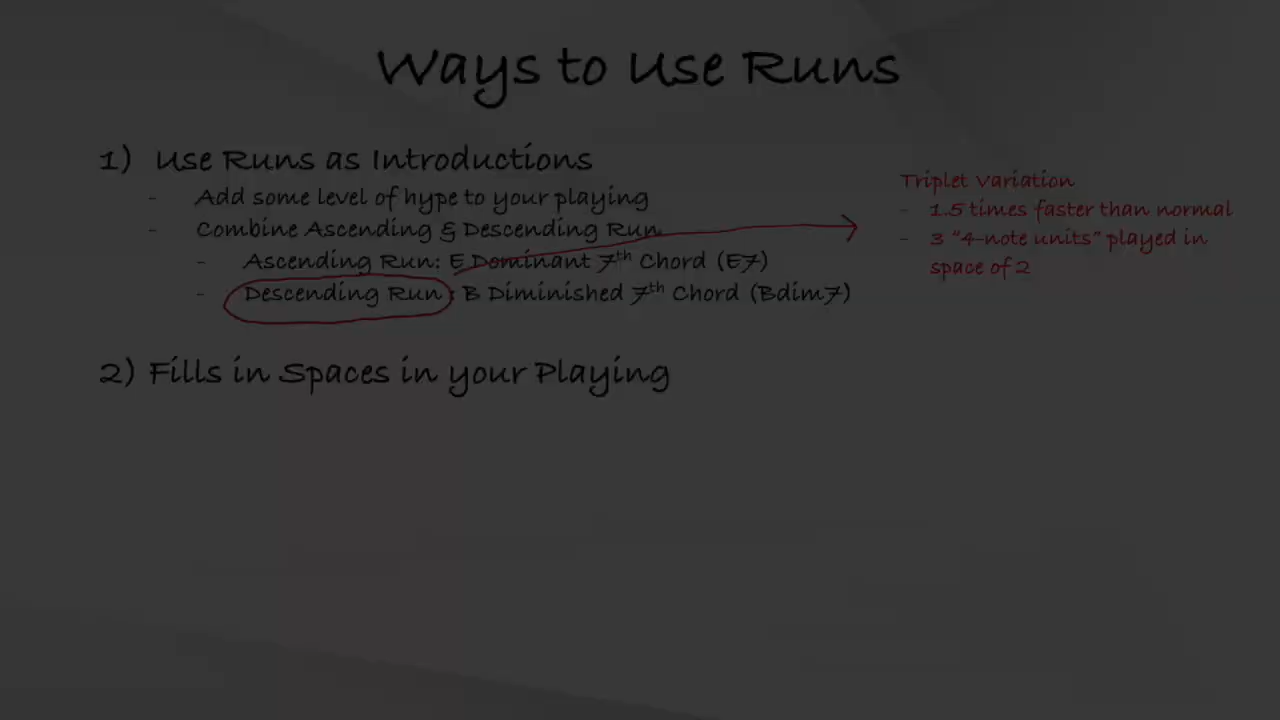 Ways to Use Runs
1) Use Runs as Introductions
- Add some level of hype to your playing
- Combine Ascending & Descending Run
- Ascending Run: E Dominant 7th Chord (E7)
- Descending Run: B Diminished 7th Chord (Bdim7)
Triplet Variation
- 1.5 times faster than normal
- 3 "4-note units" played in
space of 2
2) Fills in Spaces in your Playing